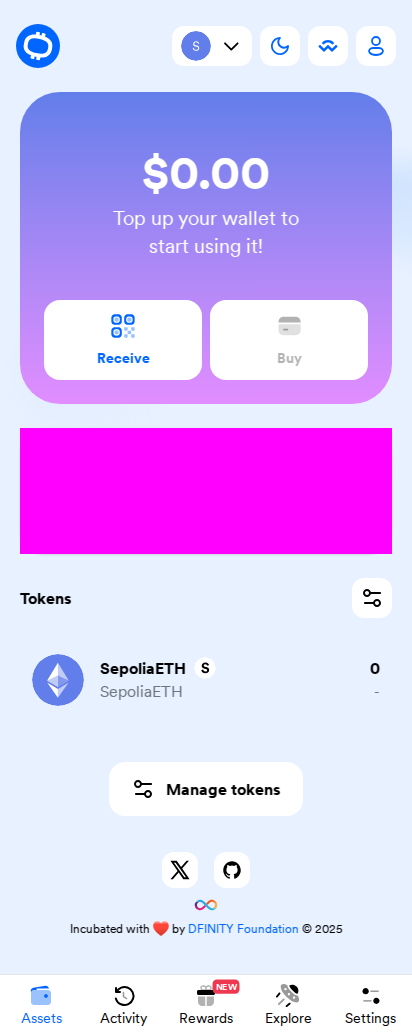 S
$0.00
Top up your wallet to
start using it!
Receive
Buy
Tokens
SepoliaETH S
0
SepoliaETH
-
Manage tokens
Incubated with ❤️ by DFINITY Foundation © 2025
NEW
Assets
Activity
Rewards
Explore
Settings